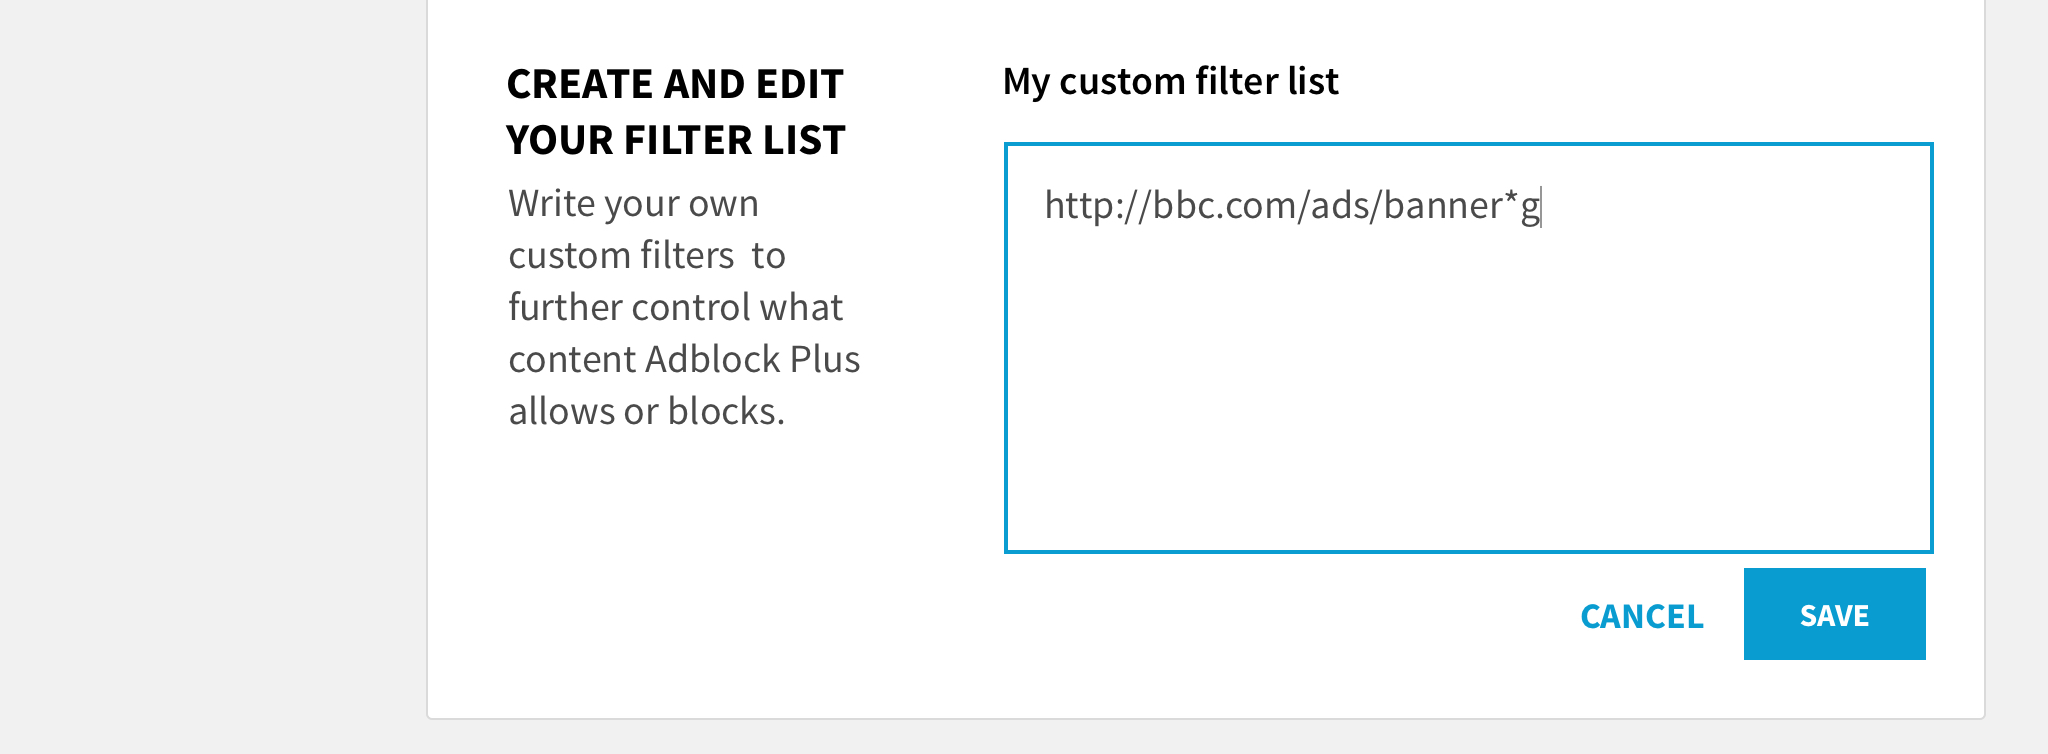 CREATE AND EDIT
YOUR FILTER LIST
Write your own
custom filters  to
further control what
content Adblock Plus
allows or blocks.
My custom filter list
http://bbc.com/ads/banner*g
CANCEL
SAVE